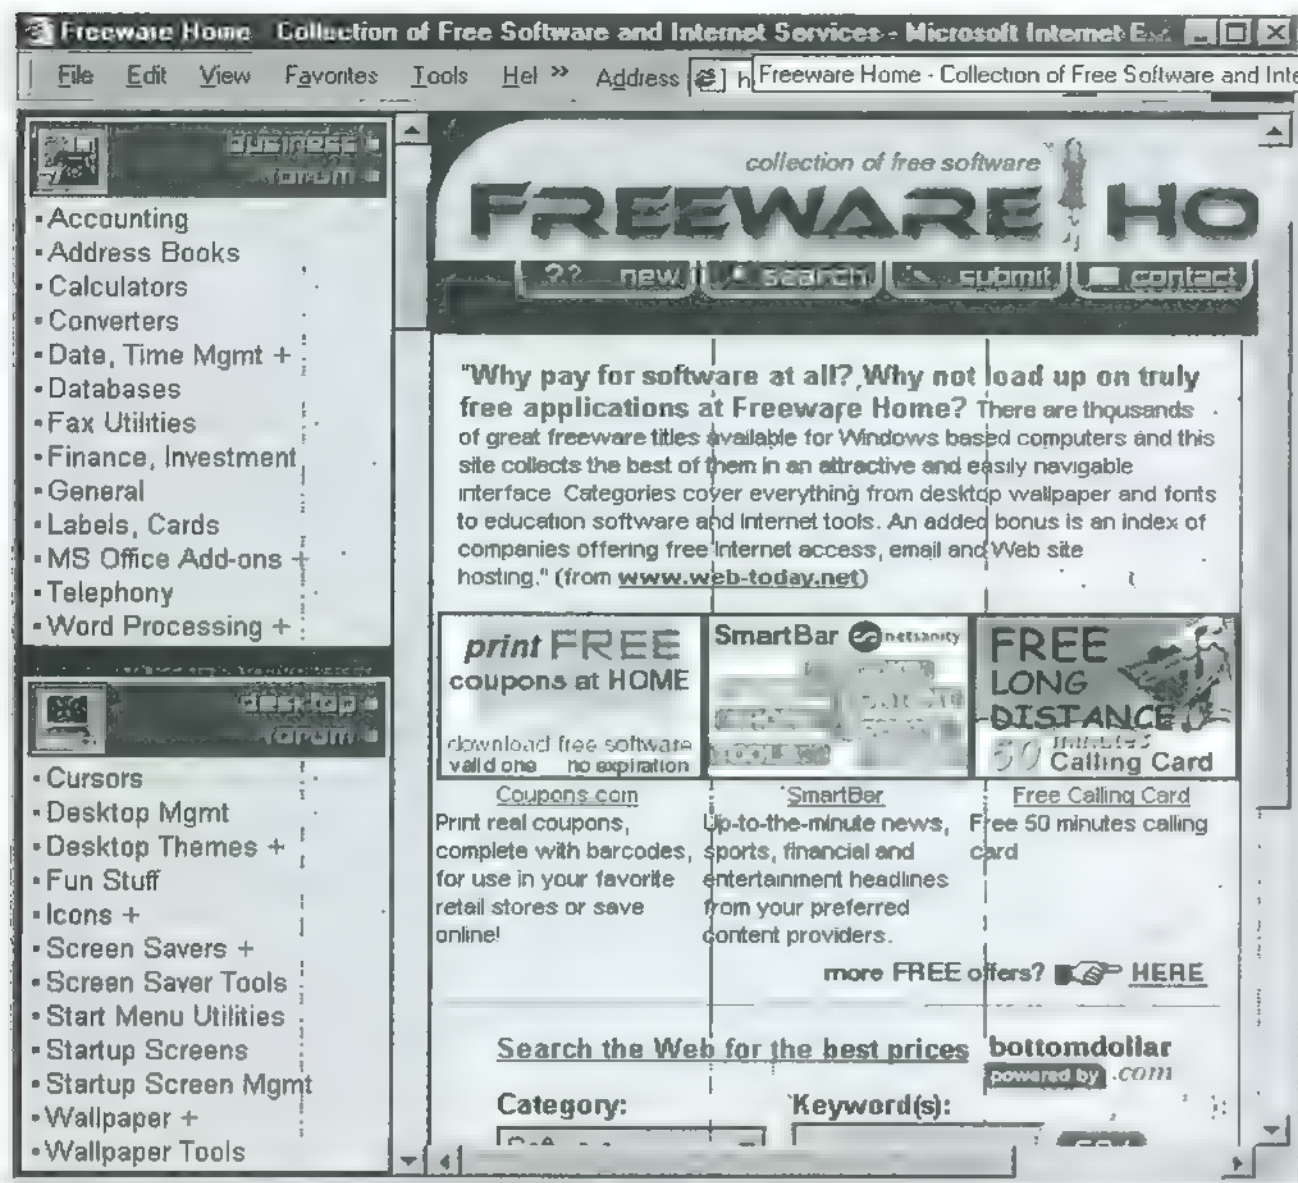 Freeware Home Collection of Free Software and Internet Services - Microsoft Internet E
File Edit View Favorites Tools Hel » Address h Freeware Home - Collection of Free Software and Inte
business
forum
▪ Accounting
▪ Address Books
▪ Calculators
▪ Converters
▪ Date, Time Mgmt +
▪ Databases
▪ Fax Utilities
▪ Finance, Investment
▪ General
▪ Labels, Cards
▪ MS Office Add-ons +
▪ Telephony
▪ Word Processing +
desktop
forum
▪ Cursors
▪ Desktop Mgmt
▪ Desktop Themes +
▪ Fun Stuff
▪ Icons +
▪ Screen Savers +
▪ Screen Saver Tools
▪ Start Menu Utilities
▪ Startup Screens
▪ Startup Screen Mgmt
▪ Wallpaper +
▪ Wallpaper Tools
collection of free software
FREEWARE HO
?? new search submit contact
"Why pay for software at all? Why not load up on truly
free applications at Freeware Home? There are thousands
of great freeware titles available for Windows based computers and this
site collects the best of them in an attractive and easily navigable
interface Categories cover everything from desktop wallpaper and fonts
to education software and Internet tools. An added bonus is an index of
companies offering free Internet access, email and Web site
hosting." (from www.web-today.net)
print FREE
coupons at HOME
download free software
valid one no expiration
SmartBar netsanity
FREE
LONG
DISTANCE
50 minutes
Calling Card
Coupons com
Print real coupons,
complete with barcodes,
for use in your favorite
retail stores or save
online!
SmartBar
Up-to-the-minute news,
sports, financial and
entertainment headlines
from your preferred
content providers.
Free Calling Card
Free 50 minutes calling
card
more FREE offers? HERE
Search the Web for the best prices
bottomdollar
powered by .com
Category: Keyword(s):